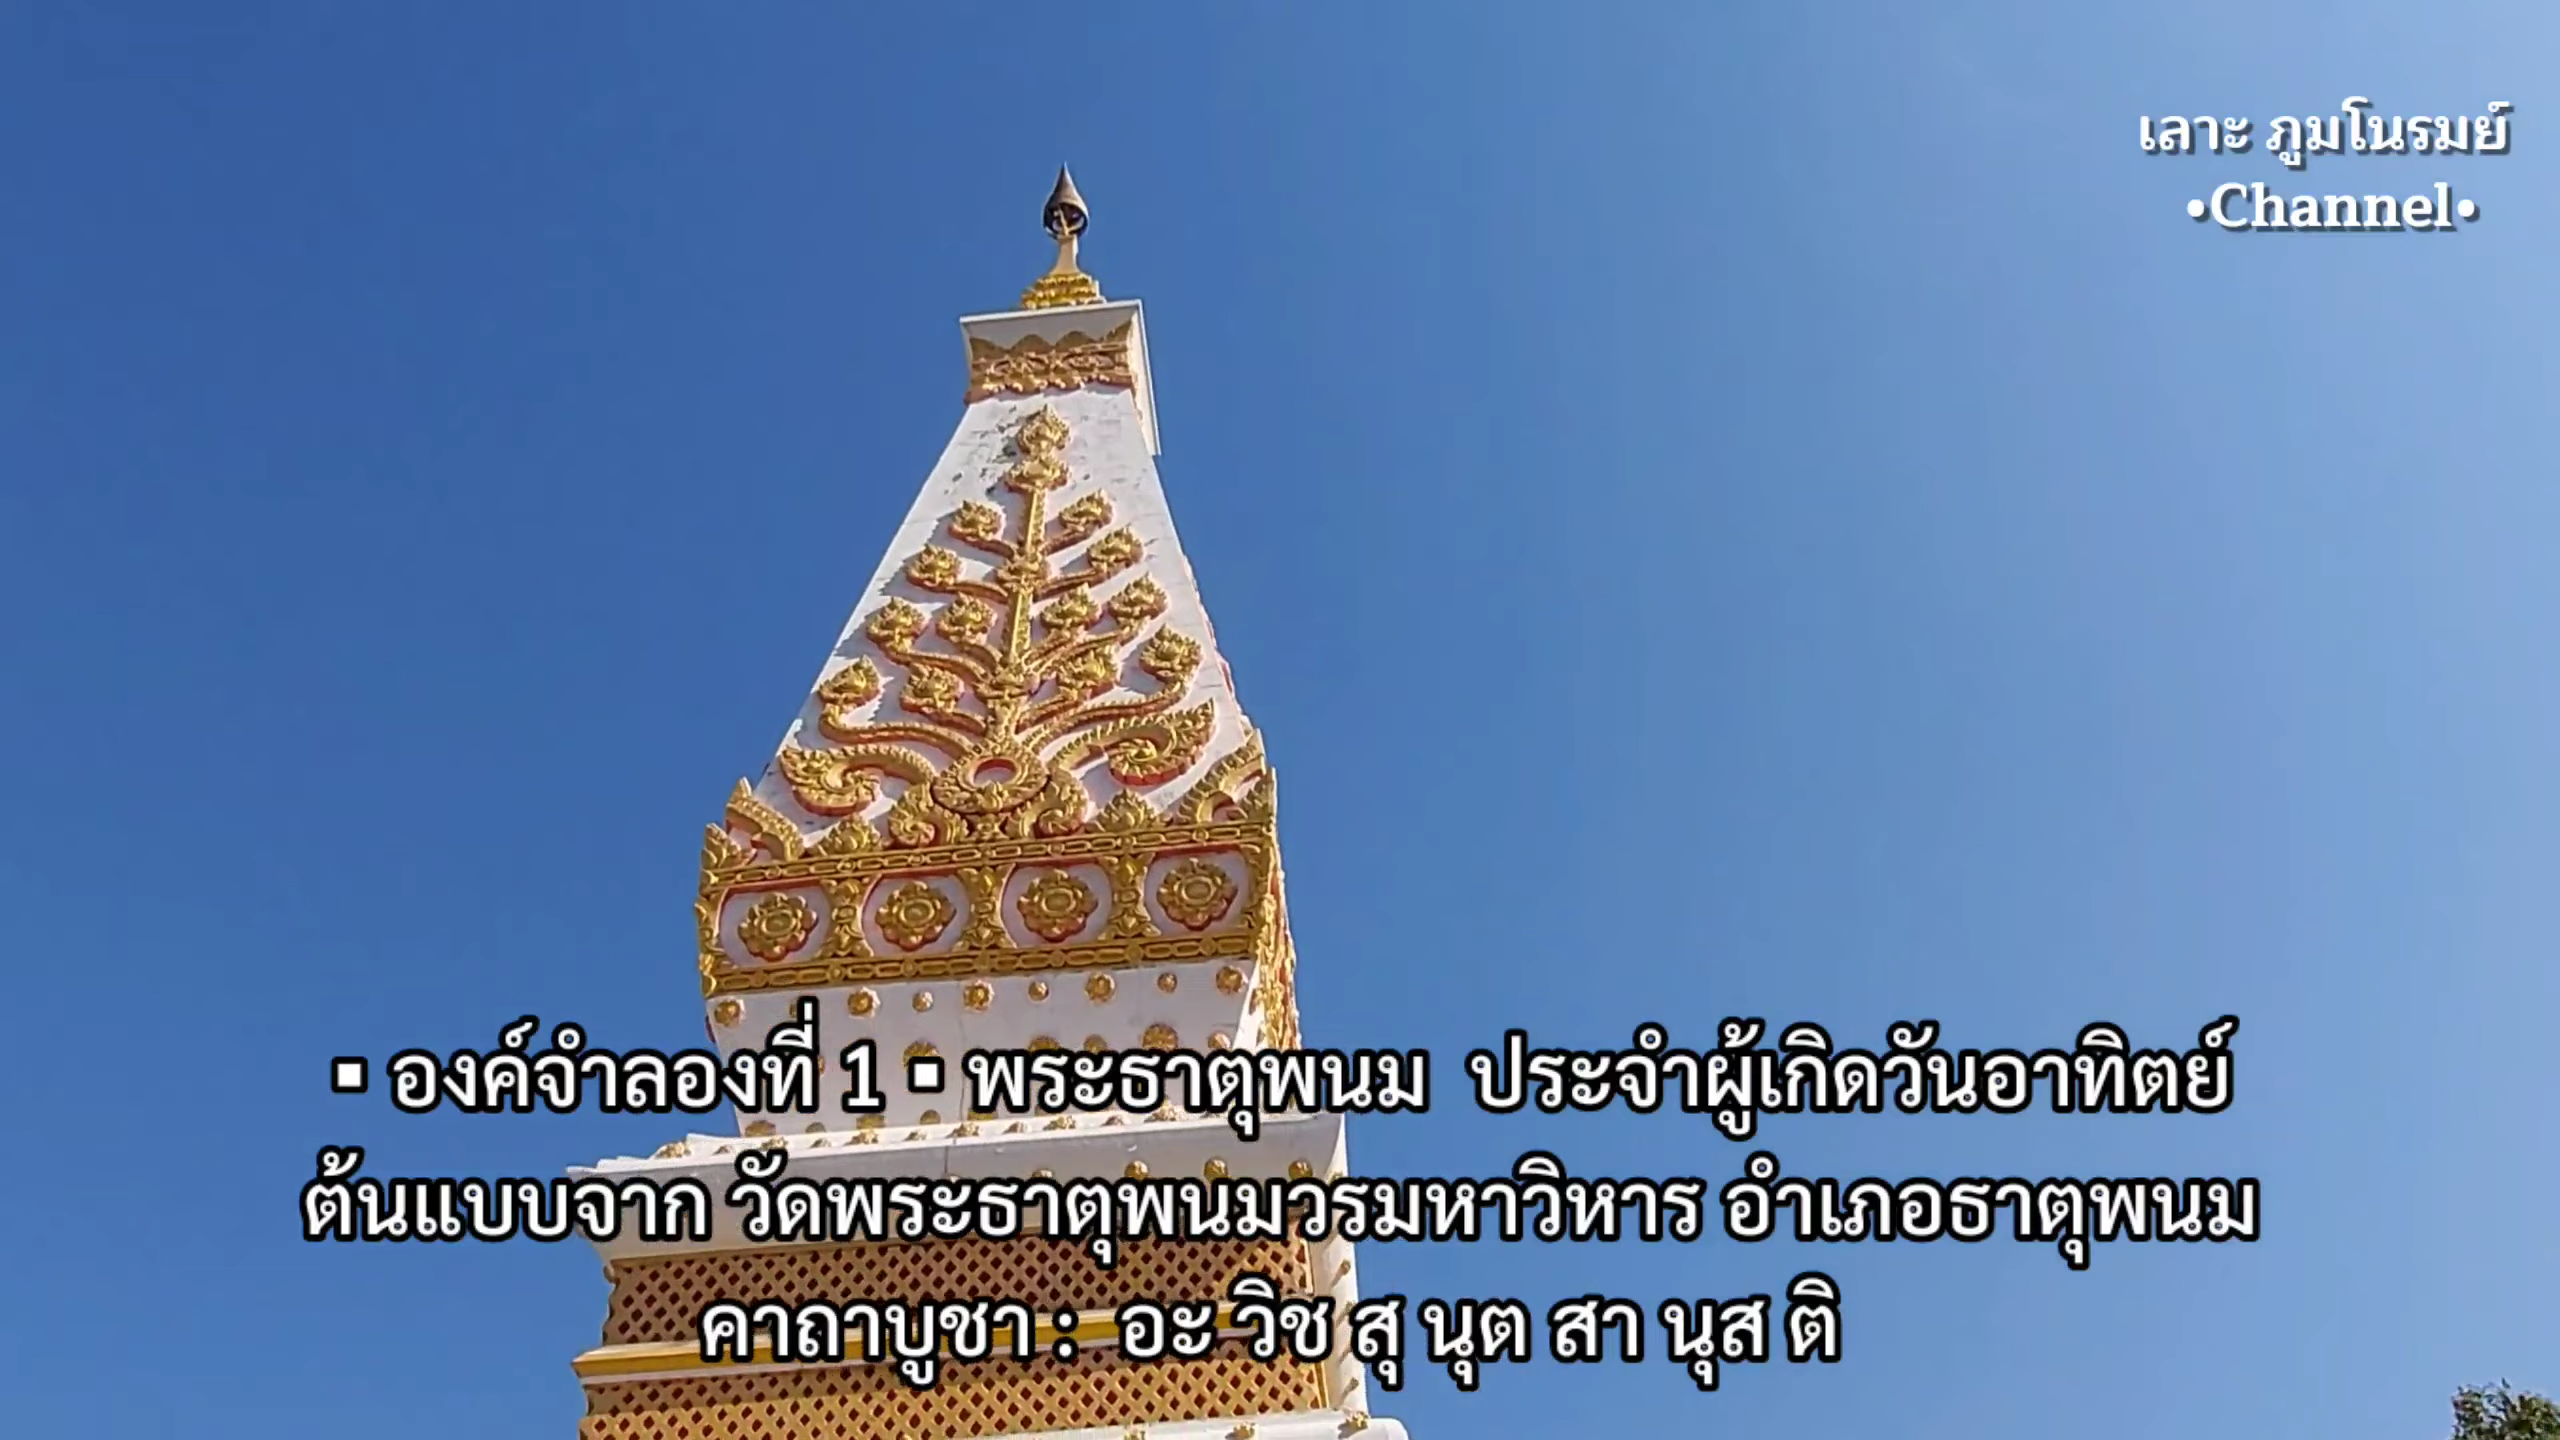 เลาะ ภูมโนรมย์
•Channel•
▪ องค์จำลองที่ 1 ▪ พระธาตุพนม ประจำผู้เกิดวันอาทิตย์
ต้นแบบจาก วัดพระธาตุพนมวรมหาวิหาร อำเภอธาตุพนม
คาถาบูชา : อะ วิช สุ นุต สา นุส ติ